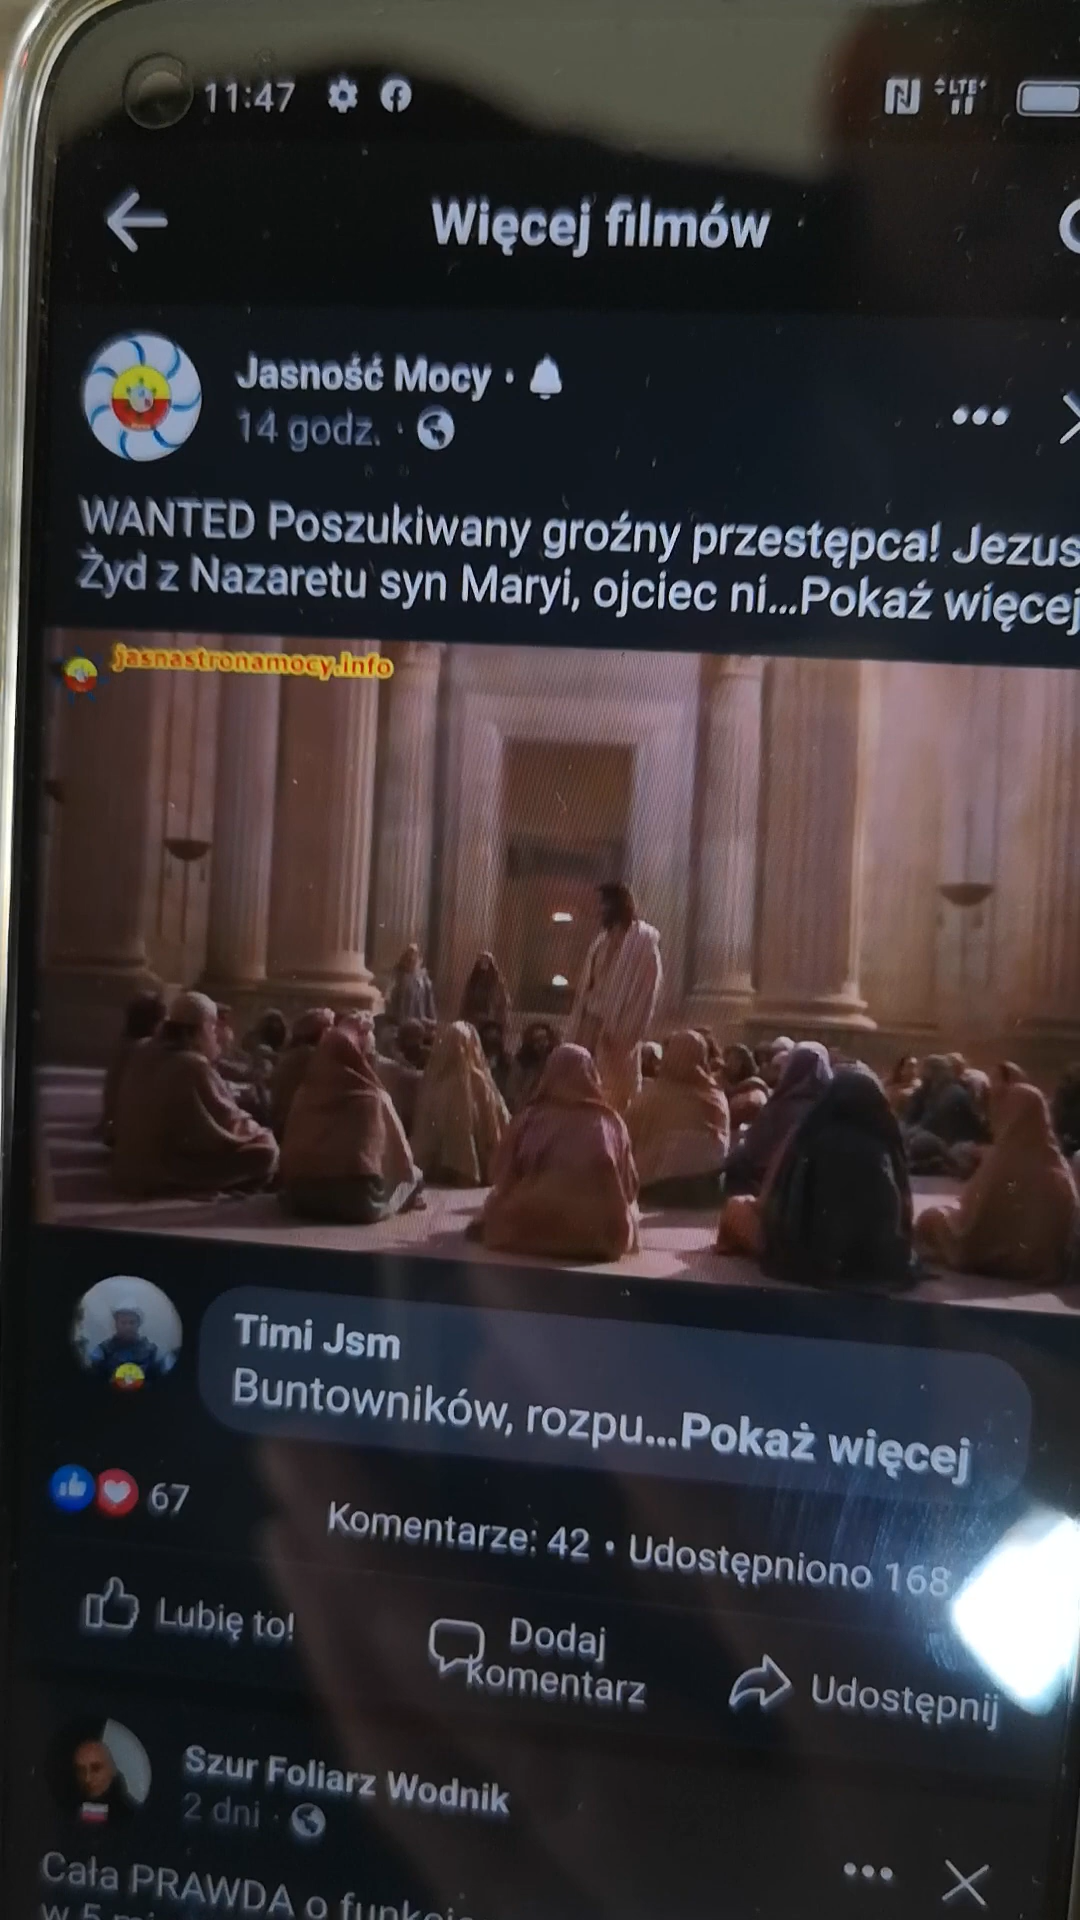 11:47
LTE+
Więcej filmów
Jasność Mocy ·
14 godz. ·
WANTED Poszukiwany groźny przestępca! Jezus
Żyd z Nazaretu syn Maryi, ojciec ni...Pokaż więcej
jasnastronamocy.info
Timi Jsm
Buntowników, rozpu...Pokaż więcej
67
Komentarze: 42 • Udostępniono 168
Lubię to!
Dodaj
komentarz
Udostępnij
Szur Foliarz Wodnik
2 dni ·
Cała PRAWDA o
w 5